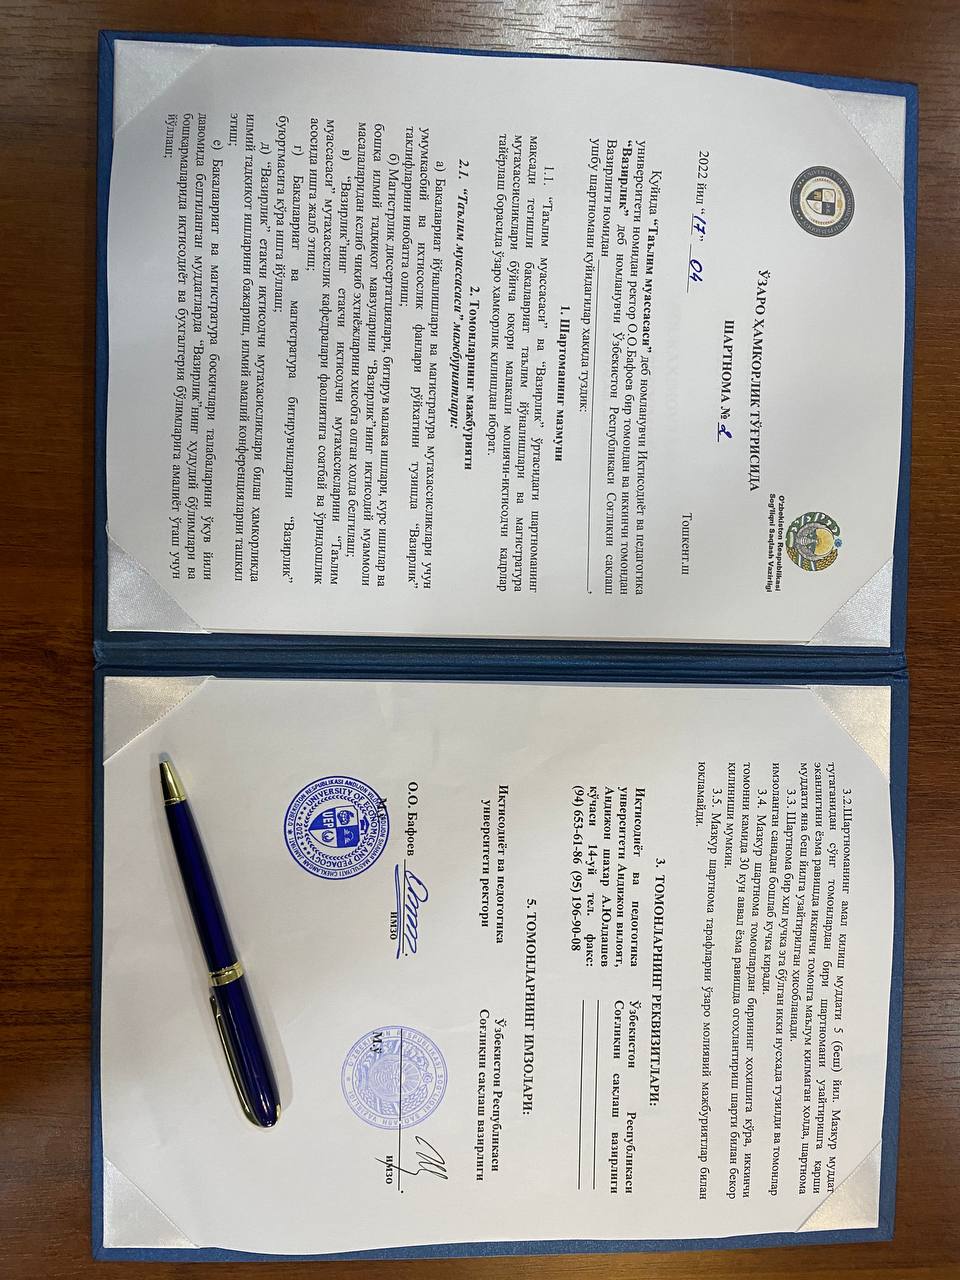 O'zbekiston Respublikasi
Sog'liqni Saqlash Vazirligi
ЎЗАРО ҲАМКОРЛИК ТЎҒРИСИДА
ШАРТНОМА № 2
2022 йил “17” 04
Тошкент.ш
Қуйида “Таълим муассасаси” деб номланувчи Иқтисодиёт ва педагогика
университети номидан ректор О.О.Бафоев бир томондан ва иккинчи томондан
“Вазирлик” деб номланувчи Ўзбекистон Республикаси Соғлиқни сақлаш
Вазирлиги номидан ,
ушбу шартномани қуйидагилар ҳақида туздик:
1. Шартоманинг мазмуни
1.1. “Таълим муассасаси” ва “Вазирлик” ўртасидаги шартноманинг
мақсади тегишли бакалавриат таълим йўналишлари ва магистратура
мутахассисликлари бўйича юқори малакали молиячи-иқтисодчи кадрлар
тайёрлаш борасида ўзаро ҳамкорлик қилишдан иборат.
2. Томонларнинг мажбурияти
2.1. “Таълим муассасаси” мажбуриятлари:
а) Бакалавриат йўналишлари ва магистратура мутахассисликлари учун
умумкасбий ва ихтисослик фанлари рўйхатини тузишда “Вазирлик”
таклифларини инобатга олиш;
б) Магистрлик диссертатциялари, битирув малака ишлари, курс ишилар ва
бошқа илмий тадқиқот мавзуларини “Вазирлик”нинг иқтисодий муаммоли
масалаларидан келиб чиқиб эҳтиёжларини ҳисобга олган ҳолда белгилаш;
в) “Вазирлик”нинг етакчи иқтисодчи мутахассисларини “Таълим
муассасаси” мутахассислик кафедралари фаолиятига соатбай ва ўриндошлик
асосида ишга жалб этиш;
г) Бакалавриат ва магистратура битирувчиларини “Вазирлик”
буюртмасига кўра ишга йўллаш;
д) “Вазирлик” етакчи иқтисодчи мутахасисликлари билан ҳамкорликда
илмий тадқиқот ишларини бажариш, илмий амалий конференцияларни ташкил
этиш;
е) Бакалавриат ва магистратура босқичлари талабаларини ўқув йили
давомида белгиланган муддатларда “Вазирлик”нинг ҳудудий бўлимлари ва
бошқармаларида иқтисодиёт ва бухгалтерия бўлимларига амалиёт ўташ учун
йўллаш;
3.2.Шартноманинг амал қилиш муддати 5 (беш) йил. Мазкур муддат
тугаганидан сўнг томонлардан бири шартномани узайтиришга қарши
эканлигини ёзма равишда иккинчи томонга маълум қилмаган ҳолда, шартнома
муддати яна беш йилга узайтирилган ҳисобланади.
3.3. Шартнома бир хил кучка эга бўлган икки нусхада тузилди ва томонлар
имзоланган санадан бошлаб кучка киради.
3.4. Мазкур шартнома томонлардан бирининг ҳоҳишига кўра, иккинчи
томонни камида 30 кун аввал ёзма равишда огоҳлантириш шарти билан бекор
қилиниши мумкин.
3.5. Мазкур шартнома тарафларни ўзаро молиявий мажбуриятлар билан
юкламайди.
3. ТОМОНЛАРНИНГ РЕКВИЗИТЛАРИ:
Иқтисодиёт ва педогогика
унверситети Андижон вилоят,
Андижон шахар А.Юлдашев
кўчаси 14-уй тел. факс:
(94) 653-61-86 (95) 196-90-08
Ўзбекистон Республикаси
Соғлиқни сақлаш вазирлиги
5. ТОМОНЛАРНИНГ ИМЗОЛАРИ:
Иқтисодиёт ва педагогика
унверситети ректори
Ўзбекистон Республикаси
Соғлиқни сақлаш вазирлиги
О.О. Бафоев .
имзо
М.ў
.
имзо
М.ў
UNIVERSITY OF ECONOMICS AND PEDAGOGY
UEP
2022